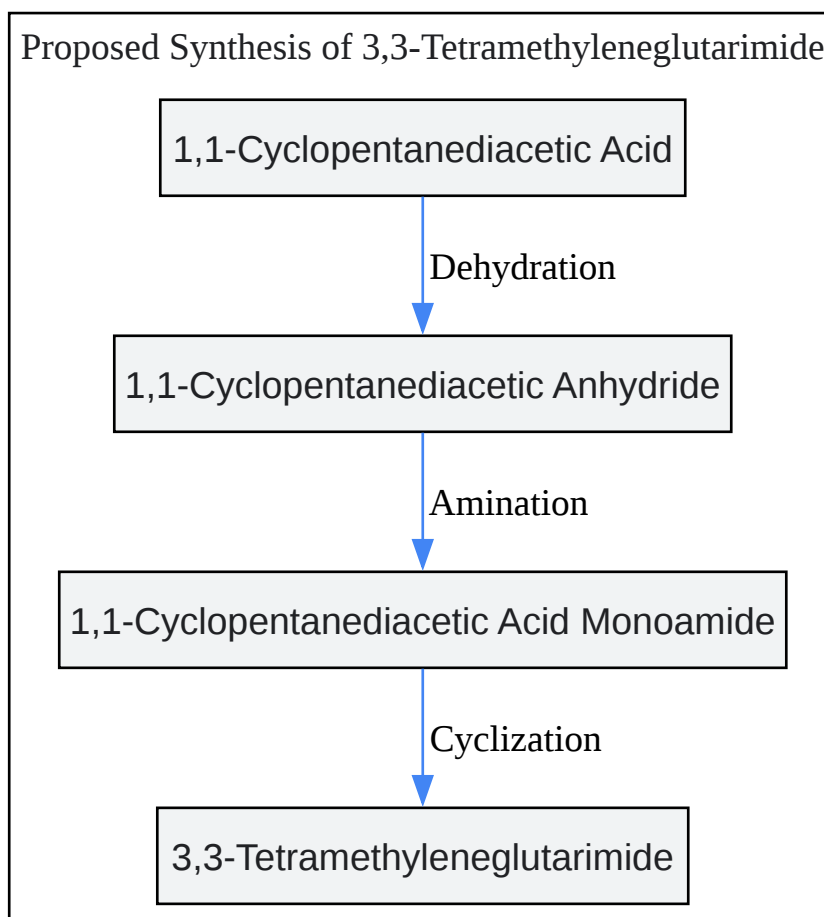 Proposed Synthesis of 3,3-Tetramethyleneglutarimide
1,1-Cyclopentanediacetic Acid
Dehydration
1,1-Cyclopentanediacetic Anhydride
Amination
1,1-Cyclopentanediacetic Acid Monoamide
Cyclization
3,3-Tetramethyleneglutarimide